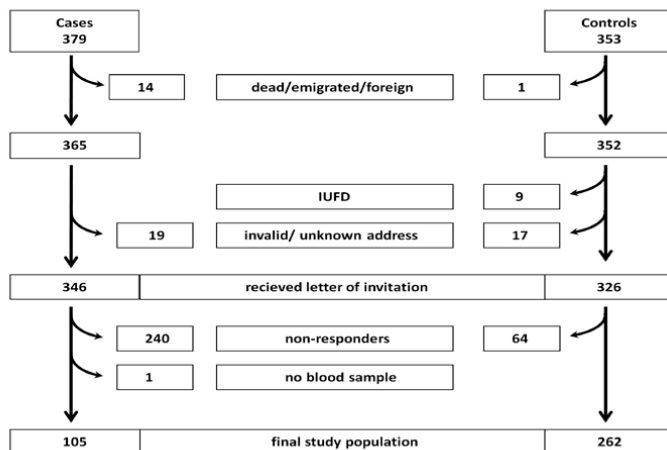 Cases
379
Controls
353
14
dead/emigrated/foreign
1
365
352
IUFD
9
19
invalid/ unknown address
17
346
recieved letter of invitation
326
240
non-responders
64
1
no blood sample
105
final study population
262